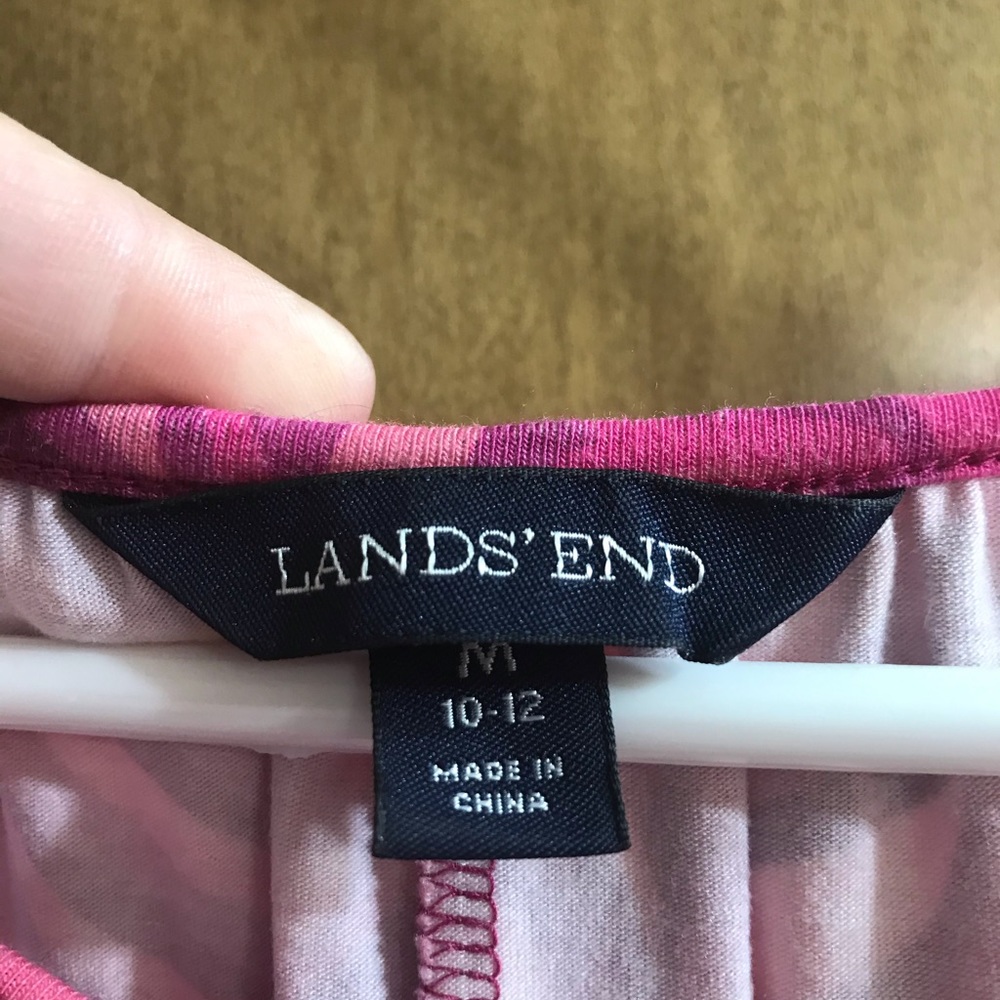 LANDS' END
M
10-12
MADE IN
CHINA